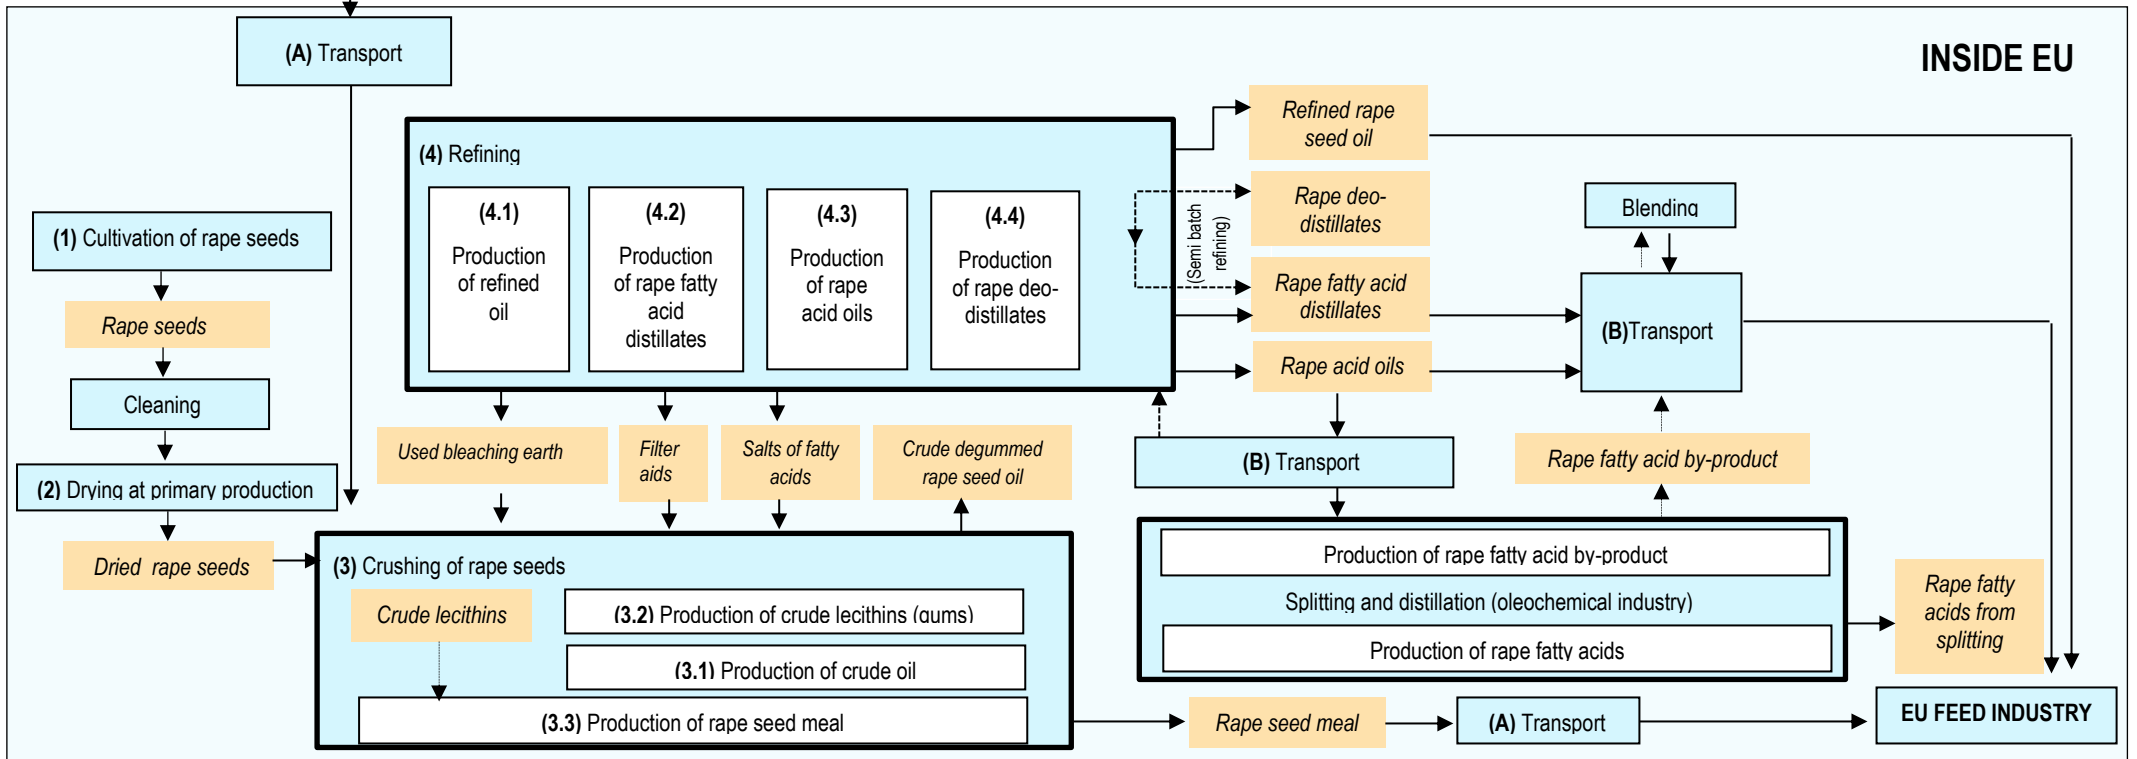 (A) Transport
INSIDE EU
(4) Refining
(4.1)
Production
of refined
oil
(4.2)
Production
of rape fatty
acid
distillates
(4.3)
Production
of rape
acid oils
(4.4)
Production
of rape deo-
distillates
(Semi batch
refining)
Refined rape
seed oil
Rape deo-
distillates
Rape fatty acid
distillates
Rape acid oils
Blending
(B)Transport
(1) Cultivation of rape seeds
Rape seeds
Cleaning
(2) Drying at primary production
Dried rape seeds
Used bleaching earth
Filter
aids
Salts of fatty
acids
Crude degummed
rape seed oil
(B) Transport
Rape fatty acid by-product
(3) Crushing of rape seeds
Crude lecithins
(3.2) Production of crude lecithins (gums)
(3.1) Production of crude oil
(3.3) Production of rape seed meal
Production of rape fatty acid by-product
Splitting and distillation (oleochemical industry)
Production of rape fatty acids
Rape fatty
acids from
splitting
Rape seed meal
(A) Transport
EU FEED INDUSTRY